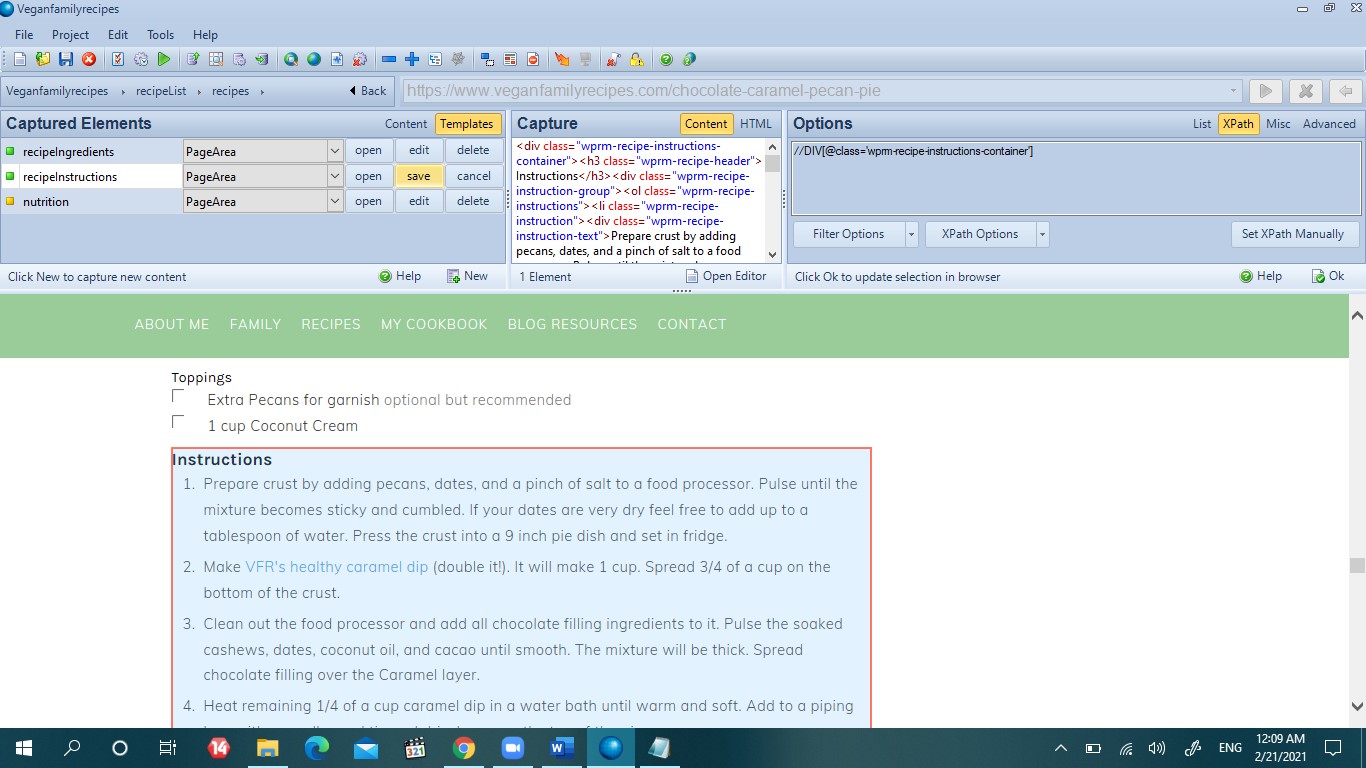 Veganfamilyrecipes
File Project Edit Tools Help
Veganfamilyrecipes recipeList recipes Back https://www.veganfamilyrecipes.com/chocolate-caramel-pecan-pie
Captured Elements Content Templates
recipeIngredients PageArea open edit delete
recipeInstructions PageArea open save cancel
nutrition PageArea open edit delete
Click New to capture new content Help New
Capture Content HTML
<div class="wprm-recipe-instructions-
container"><h3 class="wprm-recipe-header">
Instructions</h3><div class="wprm-recipe-
instruction-group"><ol class="wprm-recipe-
instructions"><li class="wprm-recipe-
instruction"><div class="wprm-recipe-
instruction-text">Prepare crust by adding
pecans, dates, and a pinch of salt to a food
1 Element Open Editor
Options List XPath Misc Advanced
//DIV[@class='wprm-recipe-instructions-container']
Filter Options XPath Options Set XPath Manually
Click Ok to update selection in browser Help Ok
ABOUT ME FAMILY RECIPES MY COOKBOOK BLOG RESOURCES CONTACT
Toppings
Extra Pecans for garnish optional but recommended
1 cup Coconut Cream
Instructions
1. Prepare crust by adding pecans, dates, and a pinch of salt to a food processor. Pulse until the
mixture becomes sticky and cumbled. If your dates are very dry feel free to add up to a
tablespoon of water. Press the crust into a 9 inch pie dish and set in fridge.
2. Make VFR's healthy caramel dip (double it!). It will make 1 cup. Spread 3/4 of a cup on the
bottom of the crust.
3. Clean out the food processor and add all chocolate filling ingredients to it. Pulse the soaked
cashews, dates, coconut oil, and cacao until smooth. The mixture will be thick. Spread
chocolate filling over the Caramel layer.
4. Heat remaining 1/4 of a cup caramel dip in a water bath until warm and soft. Add to a piping
14 321 W ENG 12:09 AM
2/21/2021